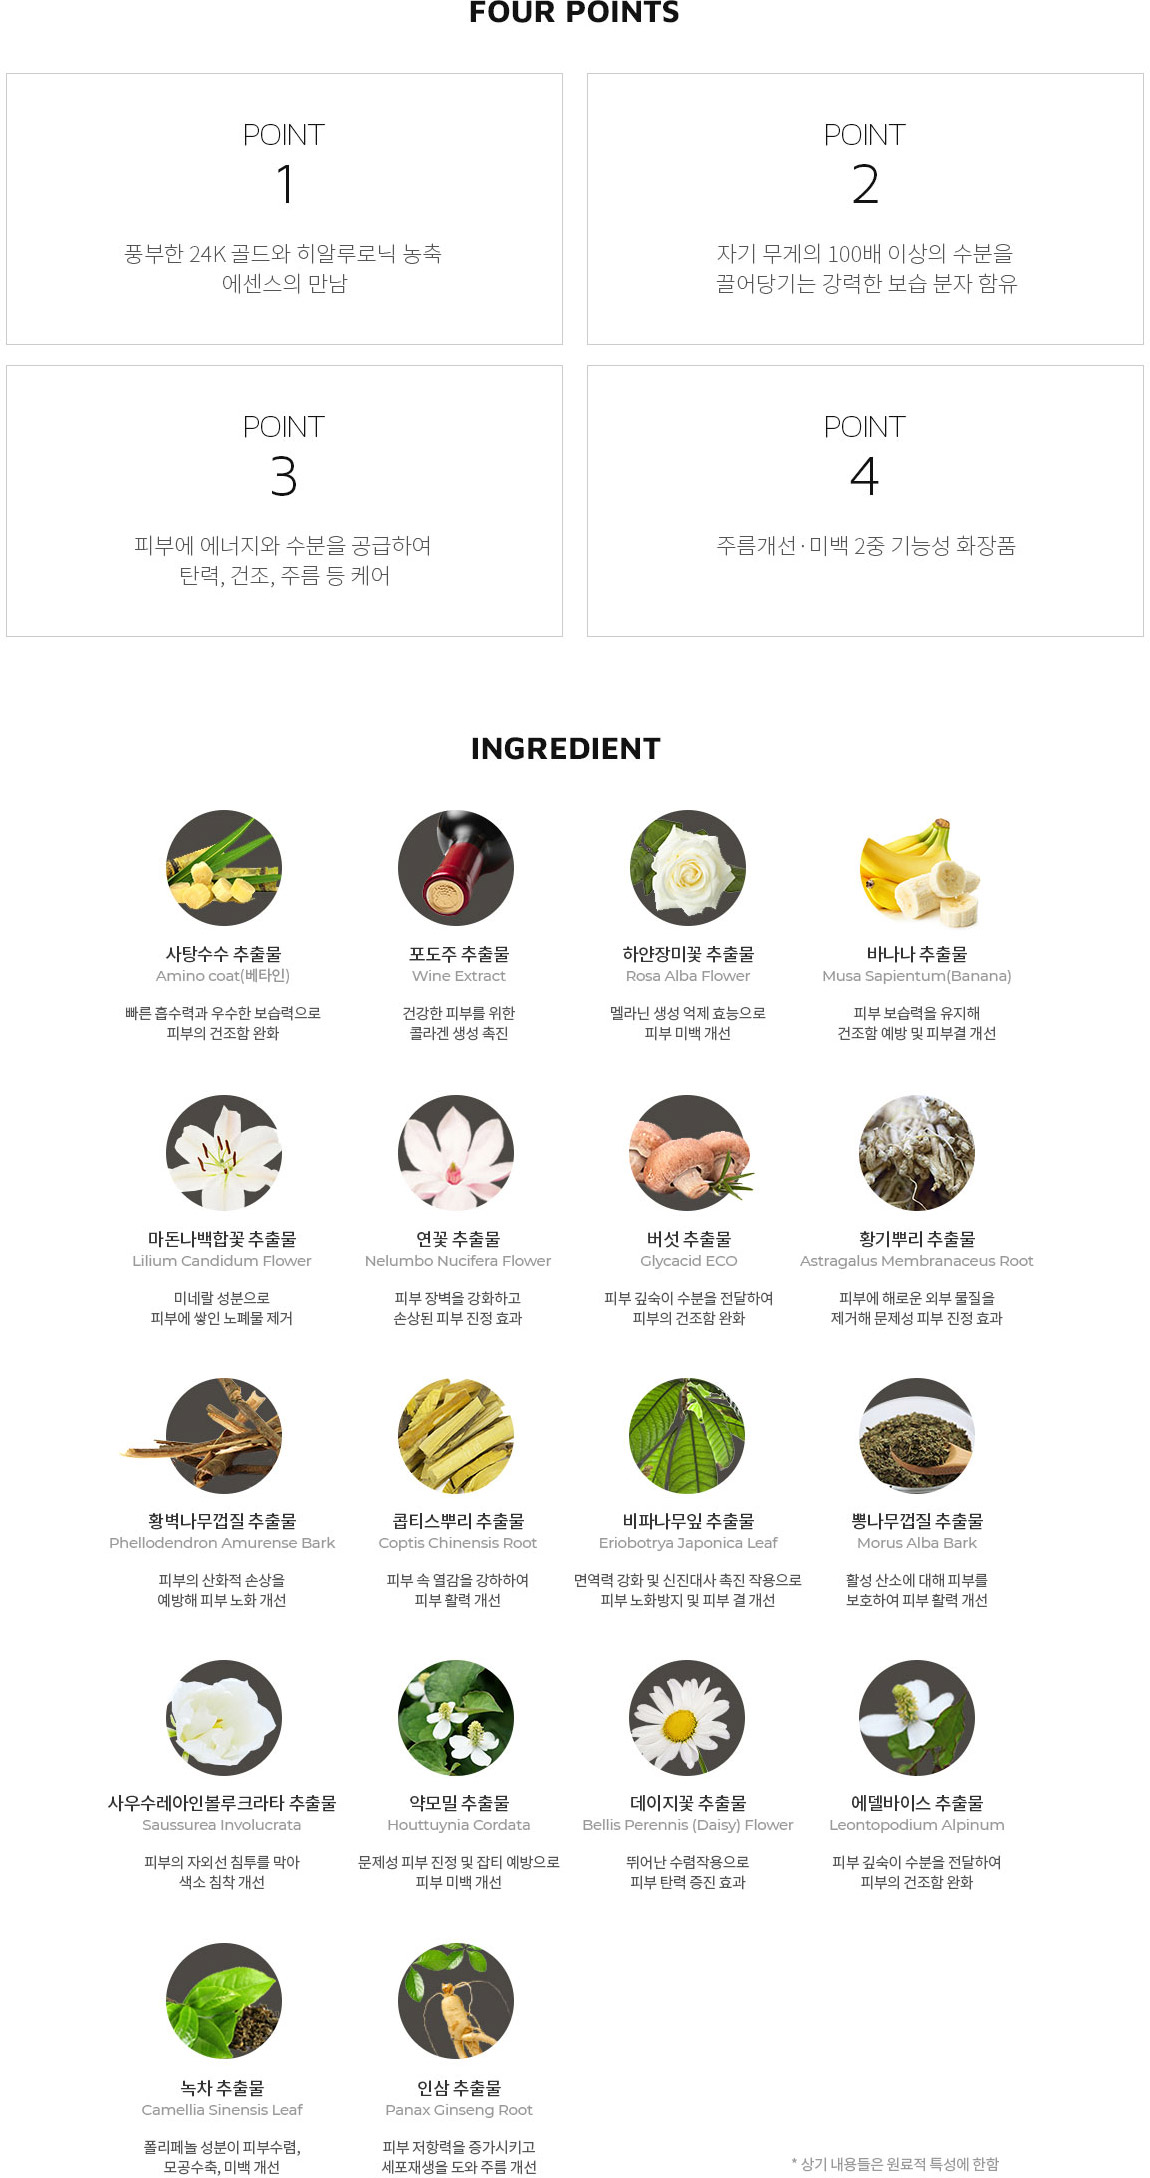 FOUR POINTS
POINT
1
풍부한 24K 골드와 히알루로닉 농축
에센스의 만남
POINT
2
자기 무게의 100배 이상의 수분을
끌어당기는 강력한 보습 분자 함유
POINT
3
피부에 에너지와 수분을 공급하여
탄력, 건조, 주름 등 케어
POINT
4
주름개선·미백 2중 기능성 화장품
INGREDIENT
사탕수수 추출물
Amino coat(베타인)
빠른 흡수력과 우수한 보습력으로
피부의 건조함 완화
포도주 추출물
Wine Extract
건강한 피부를 위한
콜라겐 생성 촉진
하얀장미꽃 추출물
Rosa Alba Flower
멜라닌 생성 억제 효능으로
피부 미백 개선
바나나 추출물
Musa Sapientum(Banana)
피부 보습력을 유지해
건조함 예방 및 피부결 개선
마돈나백합꽃 추출물
Lilium Candidum Flower
미네랄 성분으로
피부에 쌓인 노폐물 제거
연꽃 추출물
Nelumbo Nucifera Flower
피부 장벽을 강화하고
손상된 피부 진정 효과
버섯 추출물
Glycacid ECO
피부 깊숙이 수분을 전달하여
피부의 건조함 완화
황기뿌리 추출물
Astragalus Membranaceus Root
피부에 해로운 외부 물질을
제거해 문제성 피부 진정 효과
황벽나무껍질 추출물
Phellodendron Amurense Bark
피부의 산화적 손상을
예방해 피부 노화 개선
콥티스뿌리 추출물
Coptis Chinensis Root
피부 속 열감을 강하하여
피부 활력 개선
비파나무잎 추출물
Eriobotrya Japonica Leaf
면역력 강화 및 신진대사 촉진 작용으로
피부 노화방지 및 피부 결 개선
뽕나무껍질 추출물
Morus Alba Bark
활성 산소에 대해 피부를
보호하여 피부 활력 개선
사우수레아인볼루크라타 추출물
Saussurea Involucrata
피부의 자외선 침투를 막아
색소 침착 개선
약모밀 추출물
Houttuynia Cordata
문제성 피부 진정 및 잡티 예방으로
피부 미백 개선
데이지꽃 추출물
Bellis Perennis (Daisy) Flower
뛰어난 수렴작용으로
피부 탄력 증진 효과
에델바이스 추출물
Leontopodium Alpinum
피부 깊숙이 수분을 전달하여
피부의 건조함 완화
녹차 추출물
Camellia Sinensis Leaf
폴리페놀 성분이 피부수렴,
모공수축, 미백 개선
인삼 추출물
Panax Ginseng Root
피부 저항력을 증가시키고
세포재생을 도와 주름 개선
* 상기 내용들은 원료적 특성에 한함